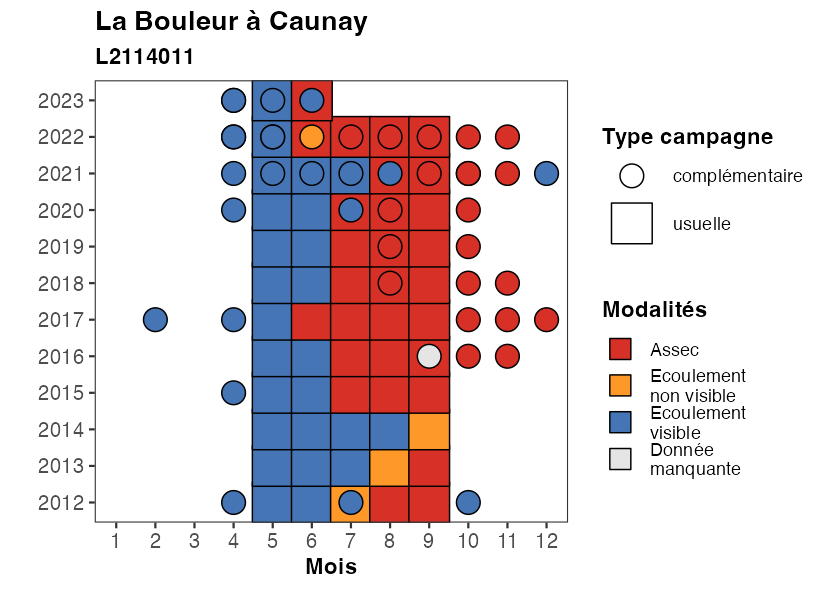 La Bouleur à Caunay
L2114011
2023
2022
2021
2020
2019
2018
2017
2016
2015
2014
2013
2012
1 2 3 4 5 6 7 8 9 10 11 12
Mois
Type campagne
complémentaire
usuelle
Modalités
Assec
Ecoulement
non visible
Ecoulement
visible
Donnée
manquante